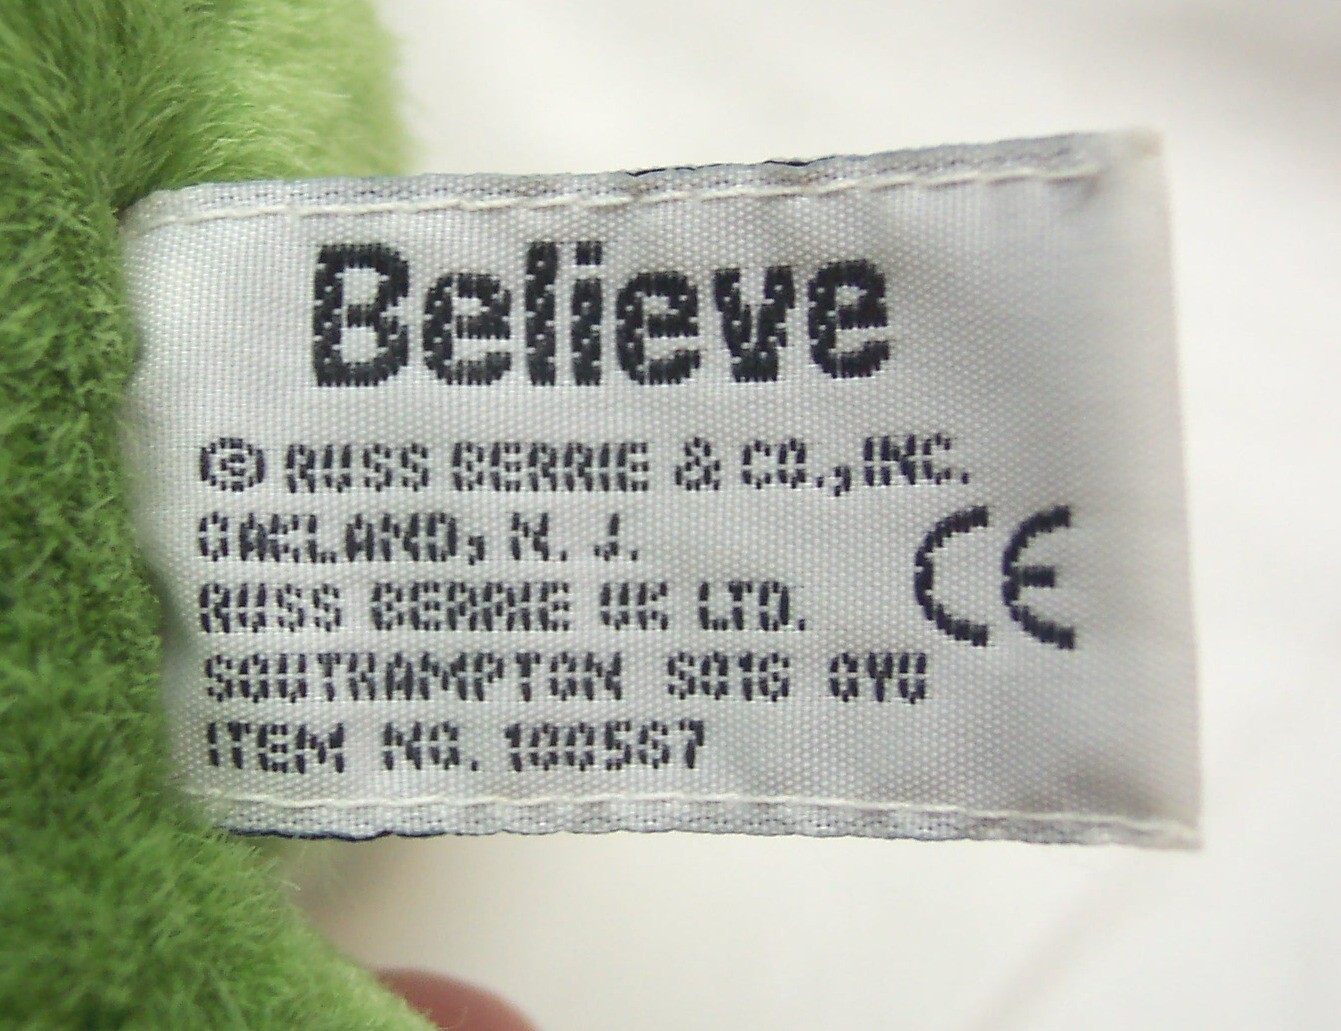 Believe
© RUSS BERRIE & CO., INC.
OAKLAND, N. J.
RUSS BERRIE UK LTD.
SOUTHAMPTON SO16 0YU
ITEM NO. 100567
CE